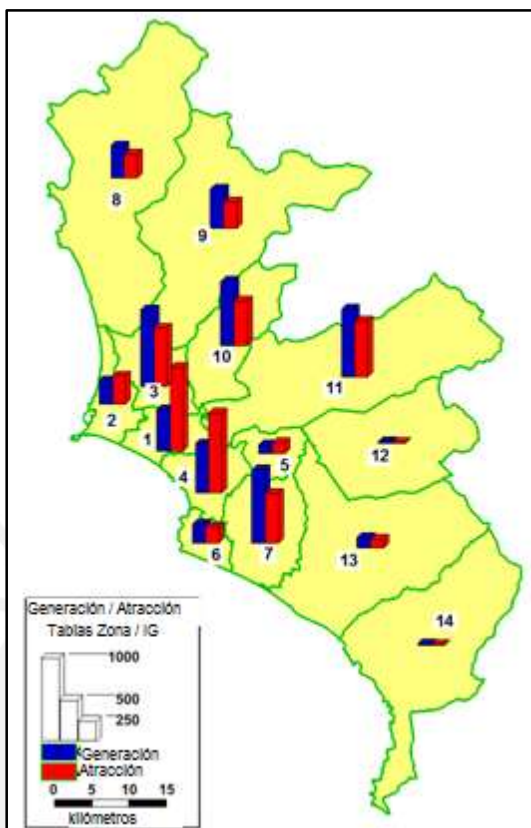 8
9
10
3
11
2
1
5
12
4
6
7
13
14
Generación / Atracción
Tablas Zona / IG
1000
500
250
Generación
Atracción
0 5 10 15
kilómetros